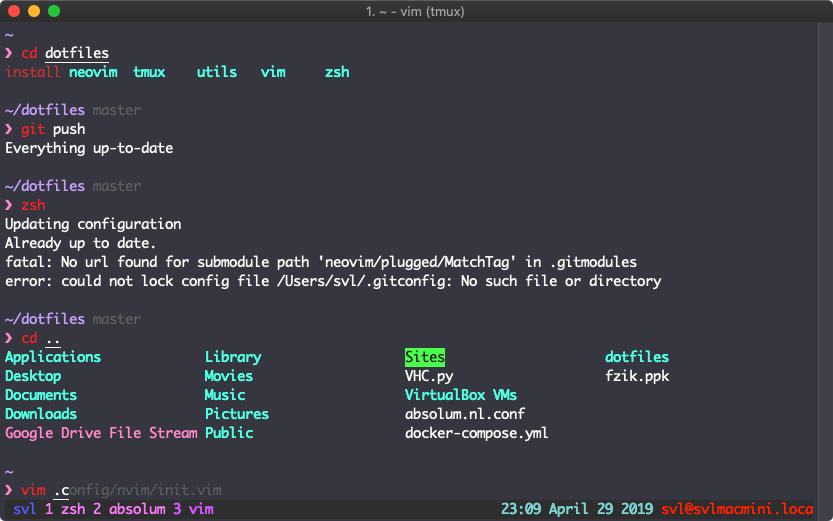 1. ~ - vim (tmux)
~
❯ cd dotfiles
install neovim tmux utils vim zsh
~/dotfiles master
❯ git push
Everything up-to-date
~/dotfiles master
❯ zsh
Updating configuration
Already up to date.
fatal: No url found for submodule path 'neovim/plugged/MatchTag' in .gitmodules
error: could not lock config file /Users/svl/.gitconfig: No such file or directory
~/dotfiles master
❯ cd ..
Applications Library Sites dotfiles
Desktop Movies VHC.py fzik.ppk
Documents Music VirtualBox VMs
Downloads Pictures absolum.nl.conf
Google Drive File Stream Public docker-compose.yml
~
❯ vim .config/nvim/init.vim
svl 1 zsh 2 absolum 3 vim 23:09 April 29 2019 svl@svlmacmini.loca